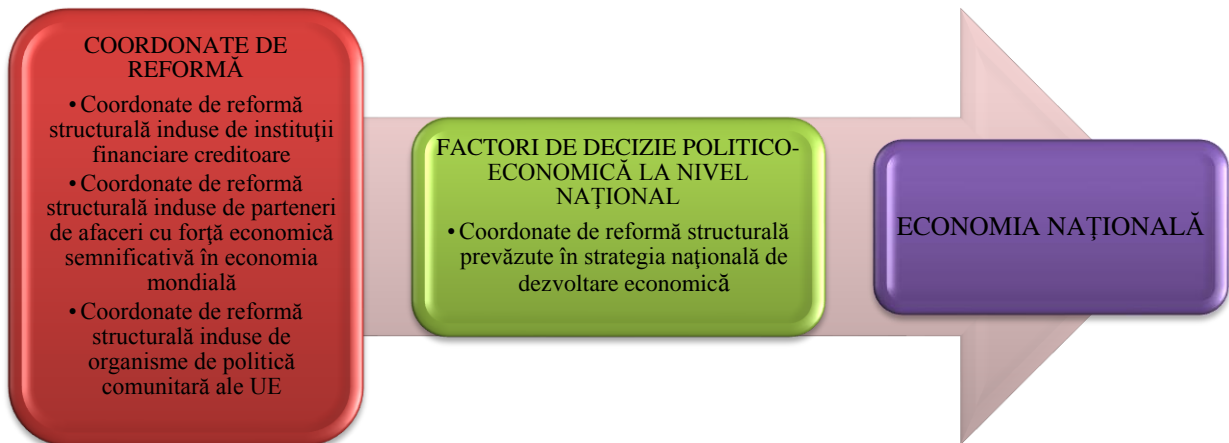 COORDONATE DE
REFORMĂ
• Coordonate de reformă
structurală induse de instituţii
financiare creditoare
• Coordonate de reformă
structurală induse de parteneri
de afaceri cu forţă economică
semnificativă în economia
mondială
• Coordonate de reformă
structurală induse de
organisme de politică
comunitară ale UE
FACTORI DE DECIZIE POLITICO-
ECONOMICĂ LA NIVEL
NAŢIONAL
• Coordonate de reformă structurală
prevăzute în strategia naţională de
dezvoltare economică
ECONOMIA NAŢIONALĂ